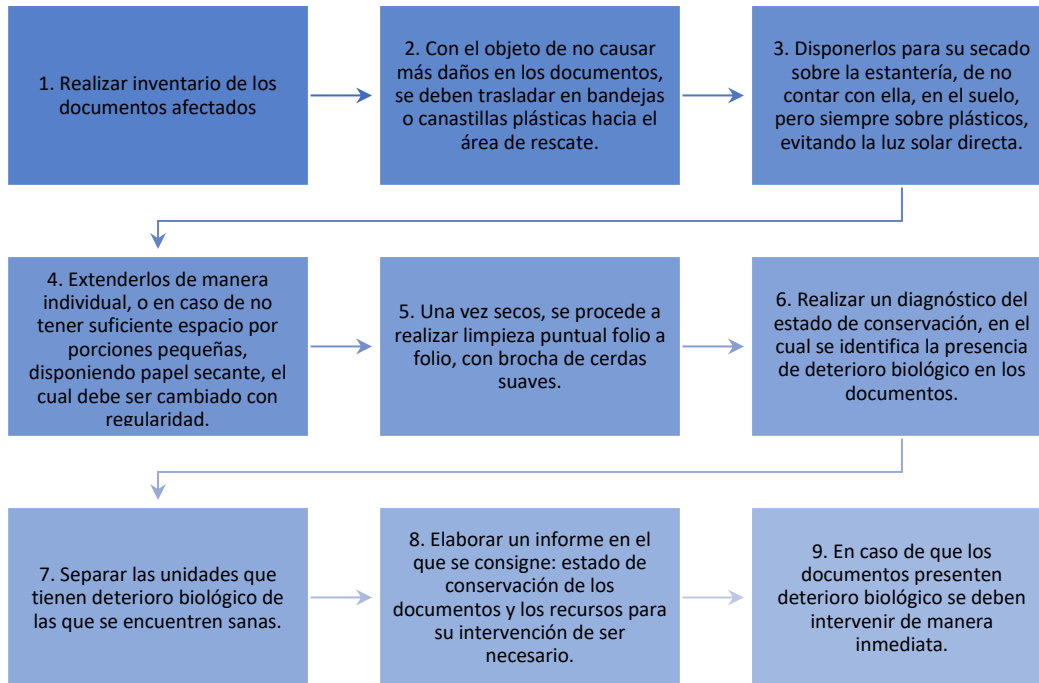 1. Realizar inventario de los
documentos afectados
2. Con el objeto de no causar
más daños en los documentos,
se deben trasladar en bandejas
o canastillas plásticas hacia el
área de rescate.
3. Disponerlos para su secado
sobre la estantería, de no
contar con ella, en el suelo,
pero siempre sobre plásticos,
evitando la luz solar directa.
4. Extenderlos de manera
individual, o en caso de no
tener suficiente espacio por
porciones pequeñas,
disponiendo papel secante, el
cual debe ser cambiado con
regularidad.
5. Una vez secos, se procede a
realizar limpieza puntual folio a
folio, con brocha de cerdas
suaves.
6. Realizar un diagnóstico del
estado de conservación, en el
cual se identifica la presencia
de deterioro biológico en los
documentos.
7. Separar las unidades que
tienen deterioro biológico de
las que se encuentren sanas.
8. Elaborar un informe en el
que se consigne: estado de
conservación de los
documentos y los recursos para
su intervención de ser
necesario.
9. En caso de que los
documentos presenten
deterioro biológico se deben
intervenir de manera
inmediata.